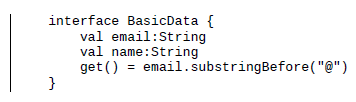 interface BasicData {
    val email:String
    val name:String
    get() = email.substringBefore("@")
}